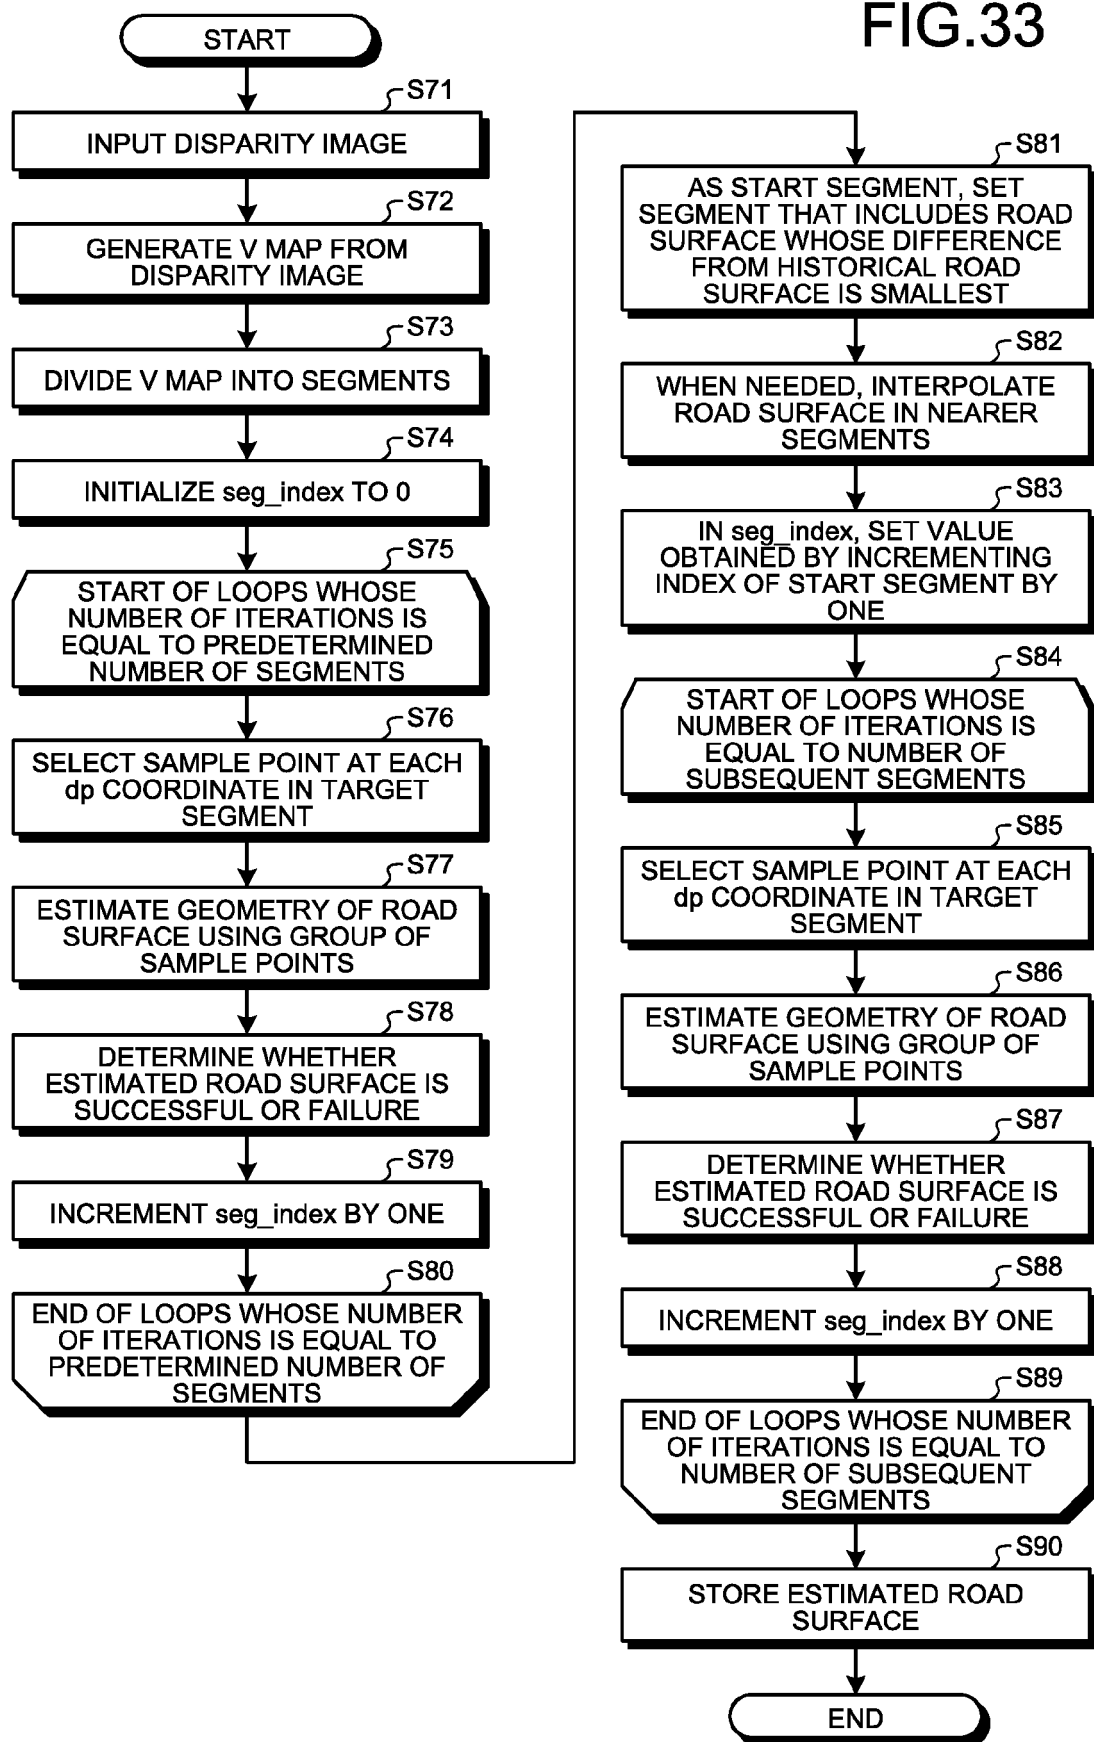 FIG.33
START
S71
INPUT DISPARITY IMAGE
S72
GENERATE V MAP FROM
DISPARITY IMAGE
S73
DIVIDE V MAP INTO SEGMENTS
S74
INITIALIZE seg_index TO 0
S75
START OF LOOPS WHOSE
NUMBER OF ITERATIONS IS
EQUAL TO PREDETERMINED
NUMBER OF SEGMENTS
S76
SELECT SAMPLE POINT AT EACH
dp COORDINATE IN TARGET
SEGMENT
S77
ESTIMATE GEOMETRY OF ROAD
SURFACE USING GROUP OF
SAMPLE POINTS
S78
DETERMINE WHETHER
ESTIMATED ROAD SURFACE IS
SUCCESSFUL OR FAILURE
S79
INCREMENT seg_index BY ONE
S80
END OF LOOPS WHOSE NUMBER
OF ITERATIONS IS EQUAL TO
PREDETERMINED NUMBER OF
SEGMENTS
S81
AS START SEGMENT, SET
SEGMENT THAT INCLUDES ROAD
SURFACE WHOSE DIFFERENCE
FROM HISTORICAL ROAD
SURFACE IS SMALLEST
S82
WHEN NEEDED, INTERPOLATE
ROAD SURFACE IN NEARER
SEGMENTS
S83
IN seg_index, SET VALUE
OBTAINED BY INCREMENTING
INDEX OF START SEGMENT BY
ONE
S84
START OF LOOPS WHOSE
NUMBER OF ITERATIONS IS
EQUAL TO NUMBER OF
SUBSEQUENT SEGMENTS
S85
SELECT SAMPLE POINT AT EACH
dp COORDINATE IN TARGET
SEGMENT
S86
ESTIMATE GEOMETRY OF ROAD
SURFACE USING GROUP OF
SAMPLE POINTS
S87
DETERMINE WHETHER
ESTIMATED ROAD SURFACE IS
SUCCESSFUL OR FAILURE
S88
INCREMENT seg_index BY ONE
S89
END OF LOOPS WHOSE NUMBER
OF ITERATIONS IS EQUAL TO
NUMBER OF SUBSEQUENT
SEGMENTS
S90
STORE ESTIMATED ROAD
SURFACE
END